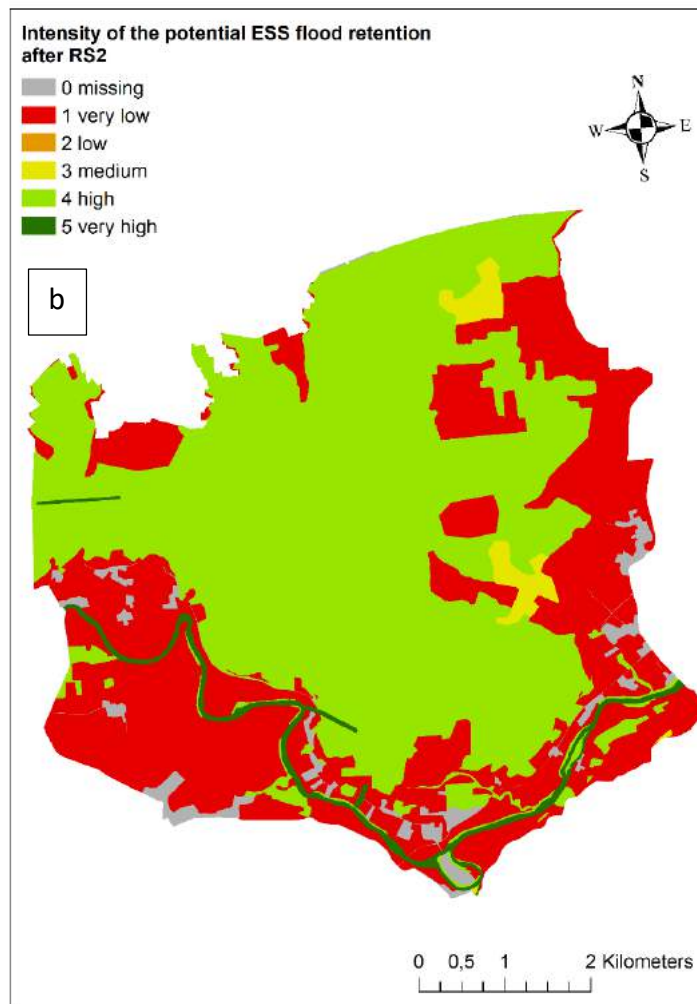 Intensity of the potential ESS flood retention
after RS2
0 missing
1 very low
2 low
3 medium
4 high
5 very high
N
W E
S
b
0 0,5 1 2 Kilometers